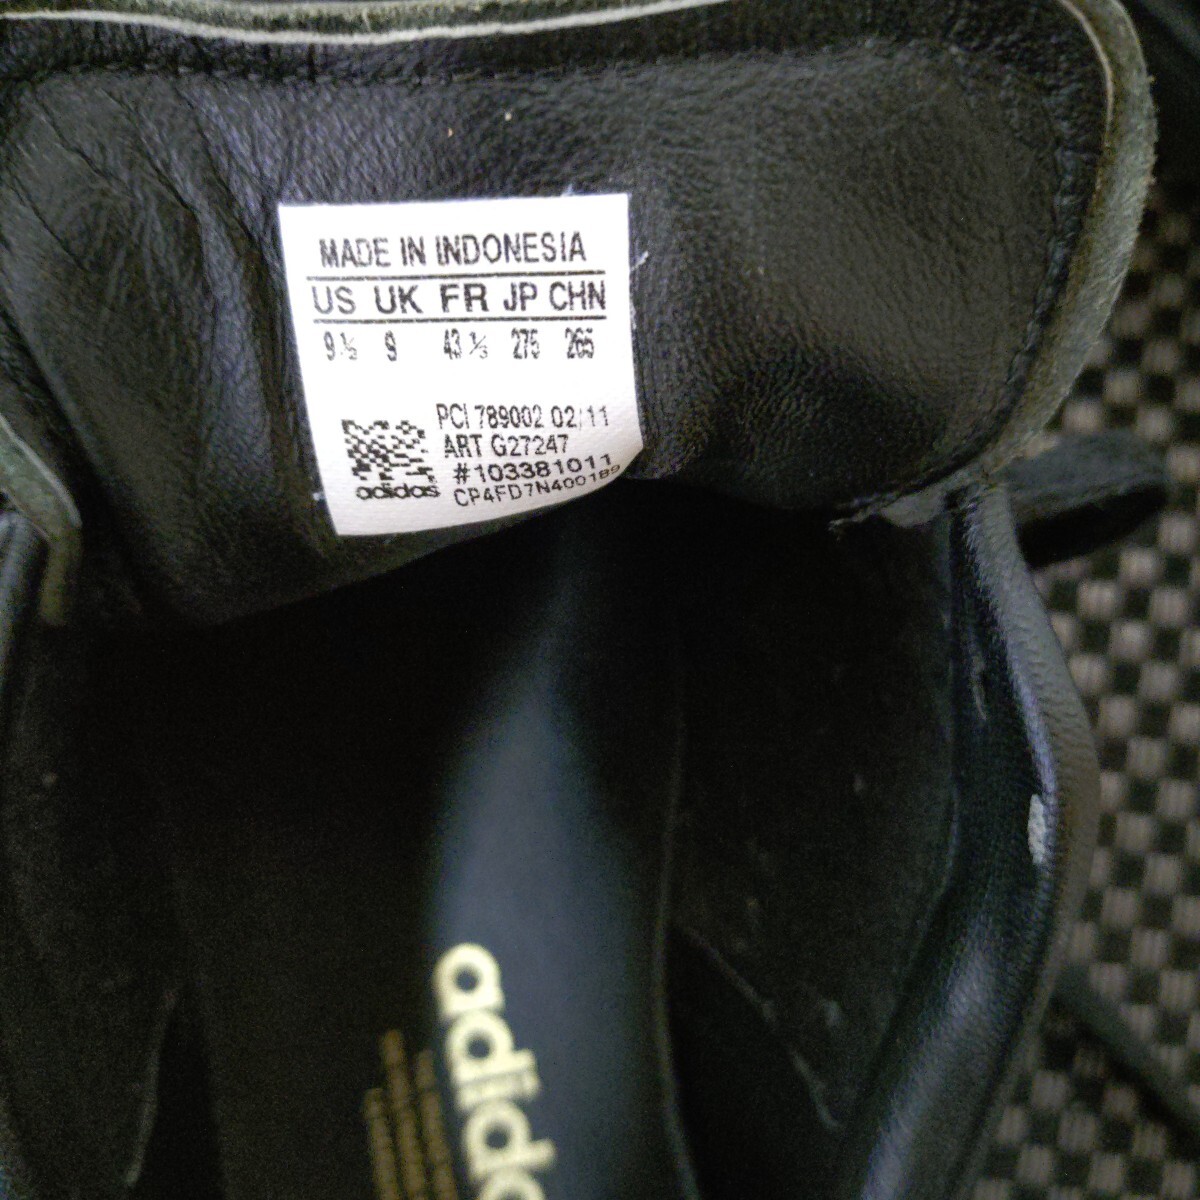 MADE IN INDONESIA
US UK FR JP CHN
9½ 9 43⅓ 275 265
PCI 789002 02/11
ART G27247
#103381011
adidas CP4FD7N400189
adidas